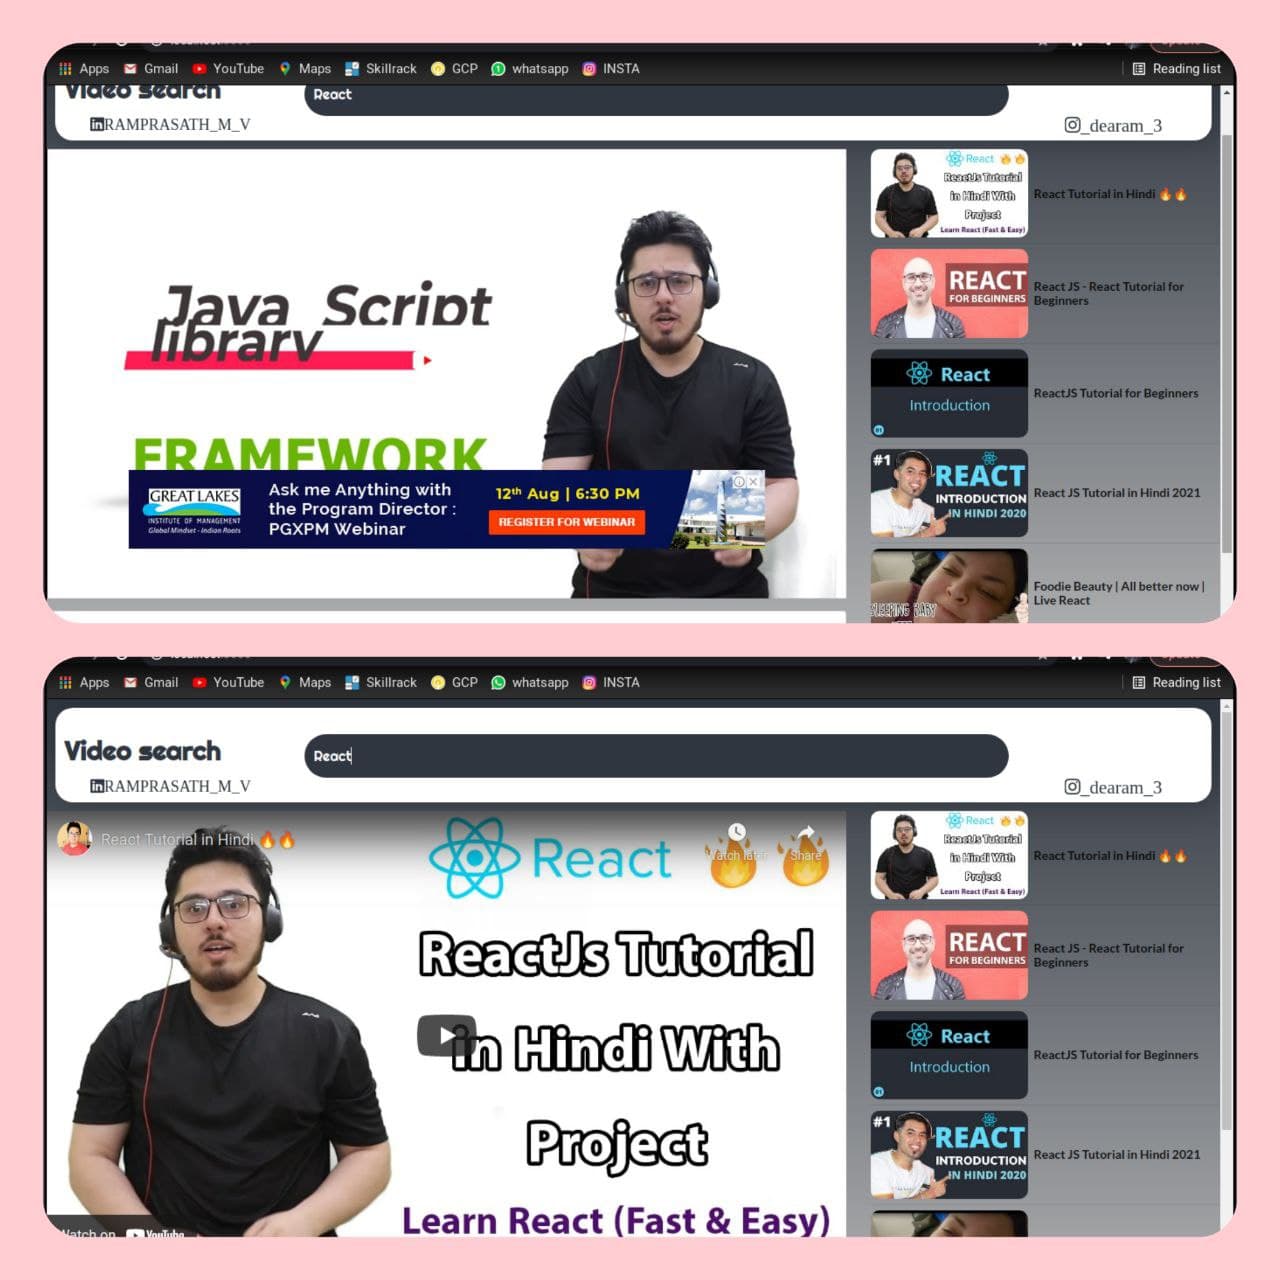 Apps Gmail YouTube Maps Skillrack GCP whatsapp INSTA Reading list
Video search
React
RAMPRASATH_M_V
_dearam_3
Java Script
library
FRAMEWORK
GREAT LAKES
INSTITUTE OF MANAGEMENT
Global Mindset - Indian Roots
Ask me Anything with
the Program Director :
PGXPM Webinar
12th Aug | 6:30 PM
REGISTER FOR WEBINAR
React 🔥🔥
ReactJs Tutorial
in Hindi With
Project
Learn React (Fast & Easy)
React Tutorial in Hindi 🔥🔥
REACT
FOR BEGINNERS
React JS - React Tutorial for
Beginners
React
Introduction
01
ReactJS Tutorial for Beginners
#1
REACT
INTRODUCTION
IN HINDI 2020
React JS Tutorial in Hindi 2021
SLEEPING BABY
Foodie Beauty | All better now |
Live React
Apps Gmail YouTube Maps Skillrack GCP whatsapp INSTA Reading list
Video search
React
RAMPRASATH_M_V
_dearam_3
React Tutorial in Hindi 🔥🔥
Watch later
Share
React
ReactJs Tutorial
in Hindi With
Project
Learn React (Fast & Easy)
Watch on YouTube
React 🔥🔥
ReactJs Tutorial
in Hindi With
Project
Learn React (Fast & Easy)
React Tutorial in Hindi 🔥🔥
REACT
FOR BEGINNERS
React JS - React Tutorial for
Beginners
React
Introduction
01
ReactJS Tutorial for Beginners
#1
REACT
INTRODUCTION
IN HINDI 2020
React JS Tutorial in Hindi 2021